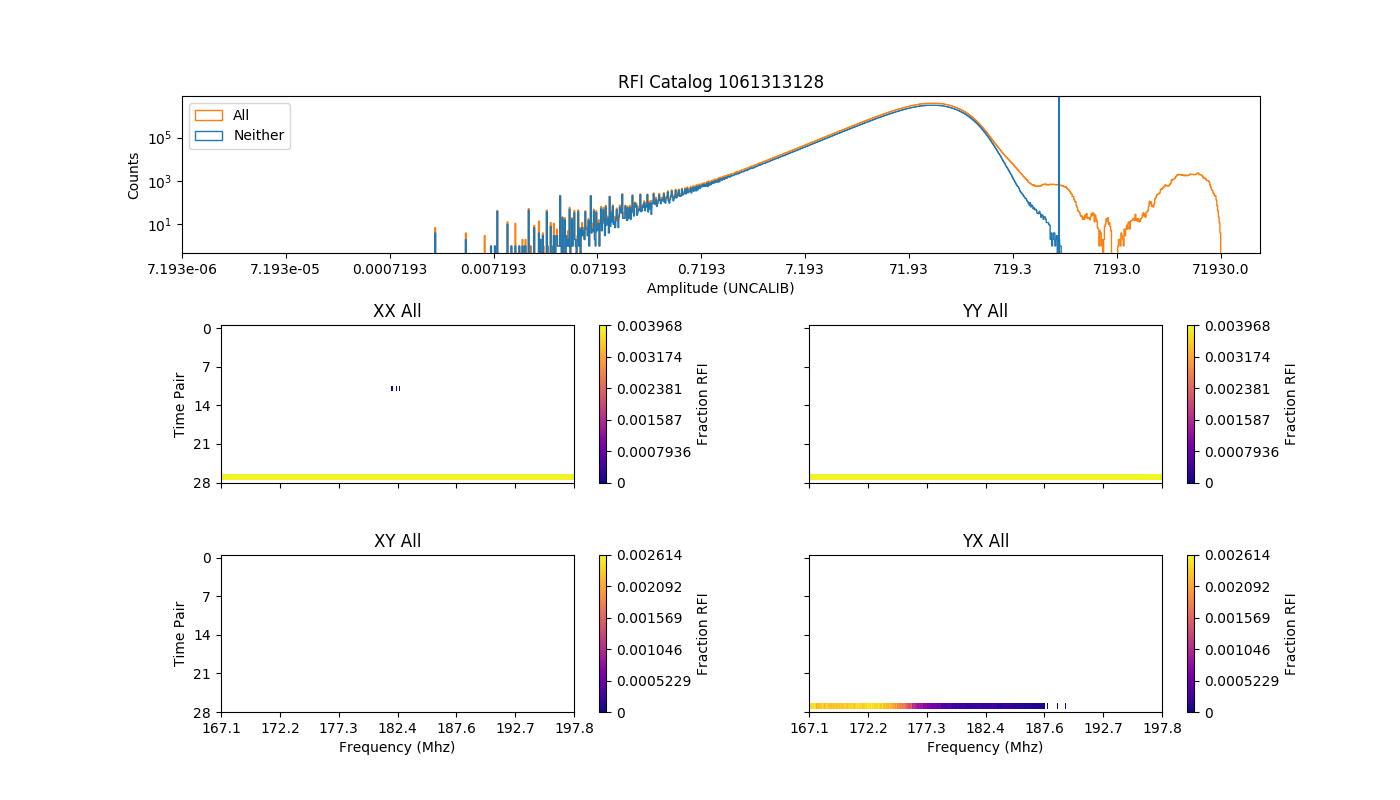 RFI Catalog 1061313128
All
Neither
Counts
10^5
10^3
10^1
7.193e-06 7.193e-05 0.0007193 0.007193 0.07193 0.7193 7.193 71.93 719.3 7193.0 71930.0
Amplitude (UNCALIB)
XX All
Time Pair
0
7
14
21
28
0.003968
0.003174
0.002381
0.001587
0.0007936
0
Fraction RFI
YY All
0.003968
0.003174
0.002381
0.001587
0.0007936
0
Fraction RFI
XY All
Time Pair
0
7
14
21
28
167.1 172.2 177.3 182.4 187.6 192.7 197.8
Frequency (Mhz)
0.002614
0.002092
0.001569
0.001046
0.0005229
0
Fraction RFI
YX All
167.1 172.2 177.3 182.4 187.6 192.7 197.8
Frequency (Mhz)
0.002614
0.002092
0.001569
0.001046
0.0005229
0
Fraction RFI